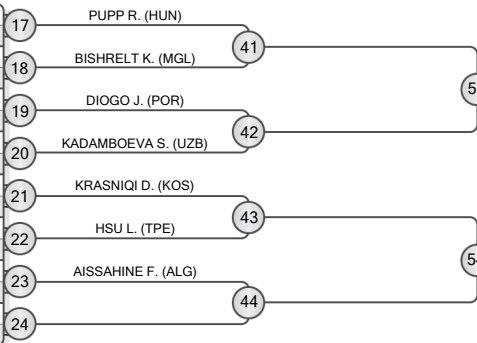 17 PUPP R. (HUN)
41
18 BISHRELT K. (MGL)
19 DIOGO J. (POR)
42
20 KADAMBOEVA S. (UZB)
21 KRASNIQI D. (KOS)
43
22 HSU L. (TPE)
23 AISSAHINE F. (ALG)
44
24